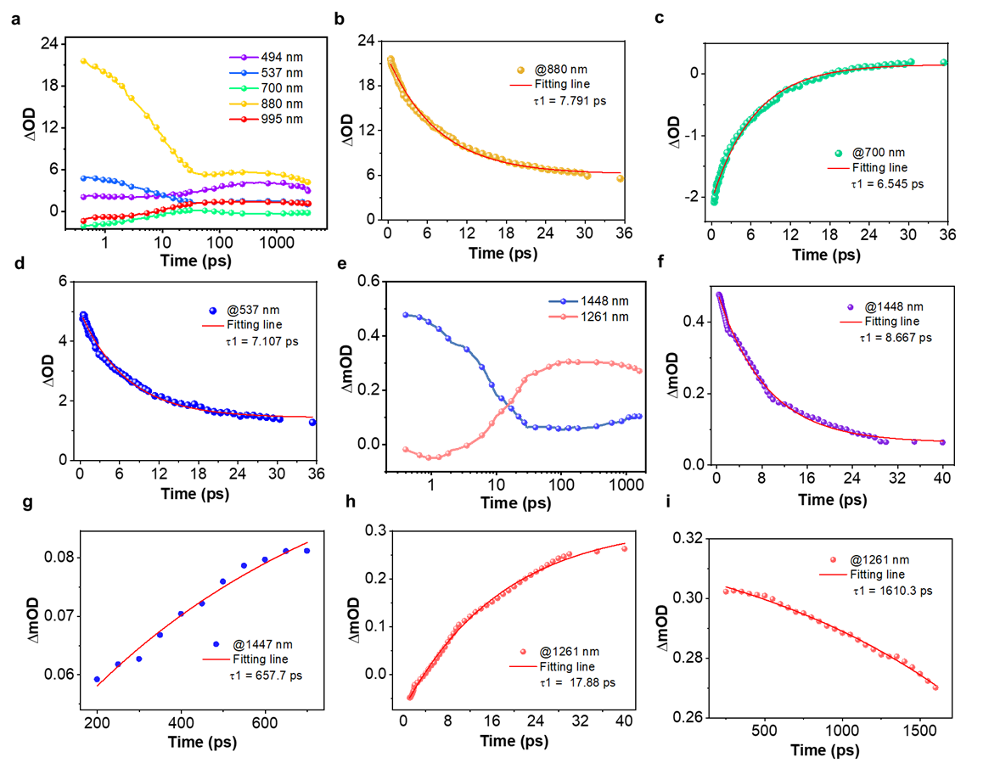 a
24
18
12
6
0
ΔOD
494 nm
537 nm
700 nm
880 nm
995 nm
1
10
100
1000
Time (ps)
b
24
18
12
6
0
ΔOD
@880 nm
Fitting line
τ1 = 7.791 ps
0
6
12
18
24
30
36
Time (ps)
c
0
-1
-2
ΔOD
@700 nm
Fitting line
τ1 = 6.545 ps
0
6
12
18
24
30
36
Time (ps)
d
6
4
2
0
ΔOD
@537 nm
Fitting line
τ1 = 7.107 ps
0
6
12
18
24
30
36
Time (ps)
e
0.6
0.4
0.2
0.0
ΔmOD
1448 nm
1261 nm
1
10
100
1000
Time (ps)
f
0.4
0.2
0.0
ΔmOD
@1448 nm
Fitting line
τ1 = 8.667 ps
0
8
16
24
32
40
Time (ps)
g
0.08
0.07
0.06
ΔmOD
@1447 nm
Fitting line
τ1 = 657.7 ps
200
400
600
Time (ps)
h
0.3
0.2
0.1
0.0
ΔmOD
@1261 nm
Fitting line
τ1 = 17.88 ps
0
8
16
24
32
40
Time (ps)
i
0.32
0.30
0.28
0.26
ΔmOD
@1261 nm
Fitting line
τ1 = 1610.3 ps
500
1000
1500
Time (ps)